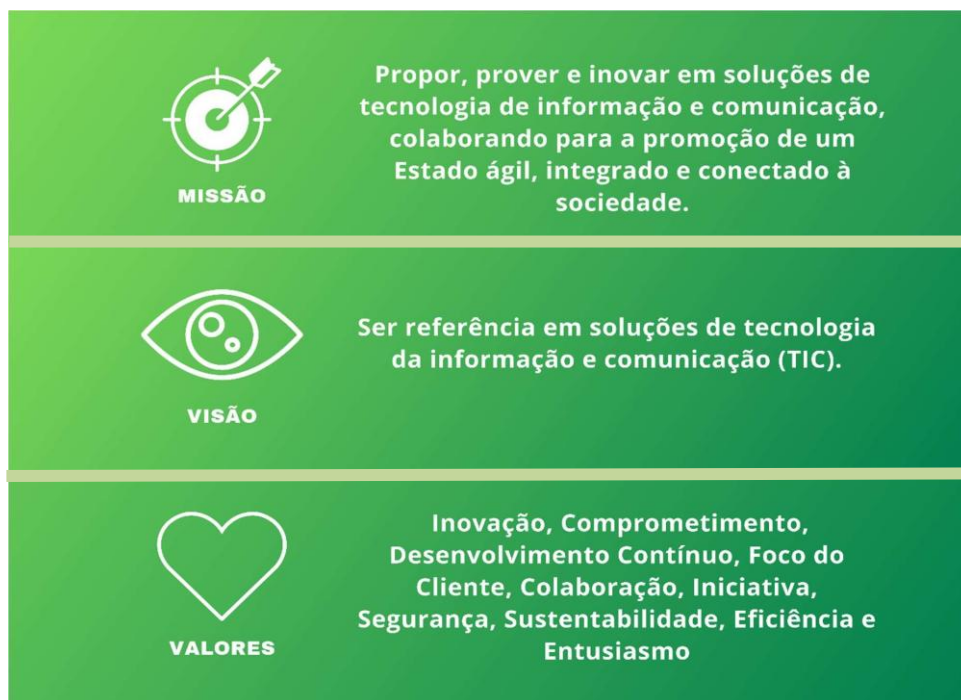 MISSÃO
Propor, prover e inovar em soluções de
tecnologia de informação e comunicação,
colaborando para a promoção de um
Estado ágil, integrado e conectado à
sociedade.
VISÃO
Ser referência em soluções de tecnologia
da informação e comunicação (TIC).
VALORES
Inovação, Comprometimento,
Desenvolvimento Contínuo, Foco do
Cliente, Colaboração, Iniciativa,
Segurança, Sustentabilidade, Eficiência e
Entusiasmo